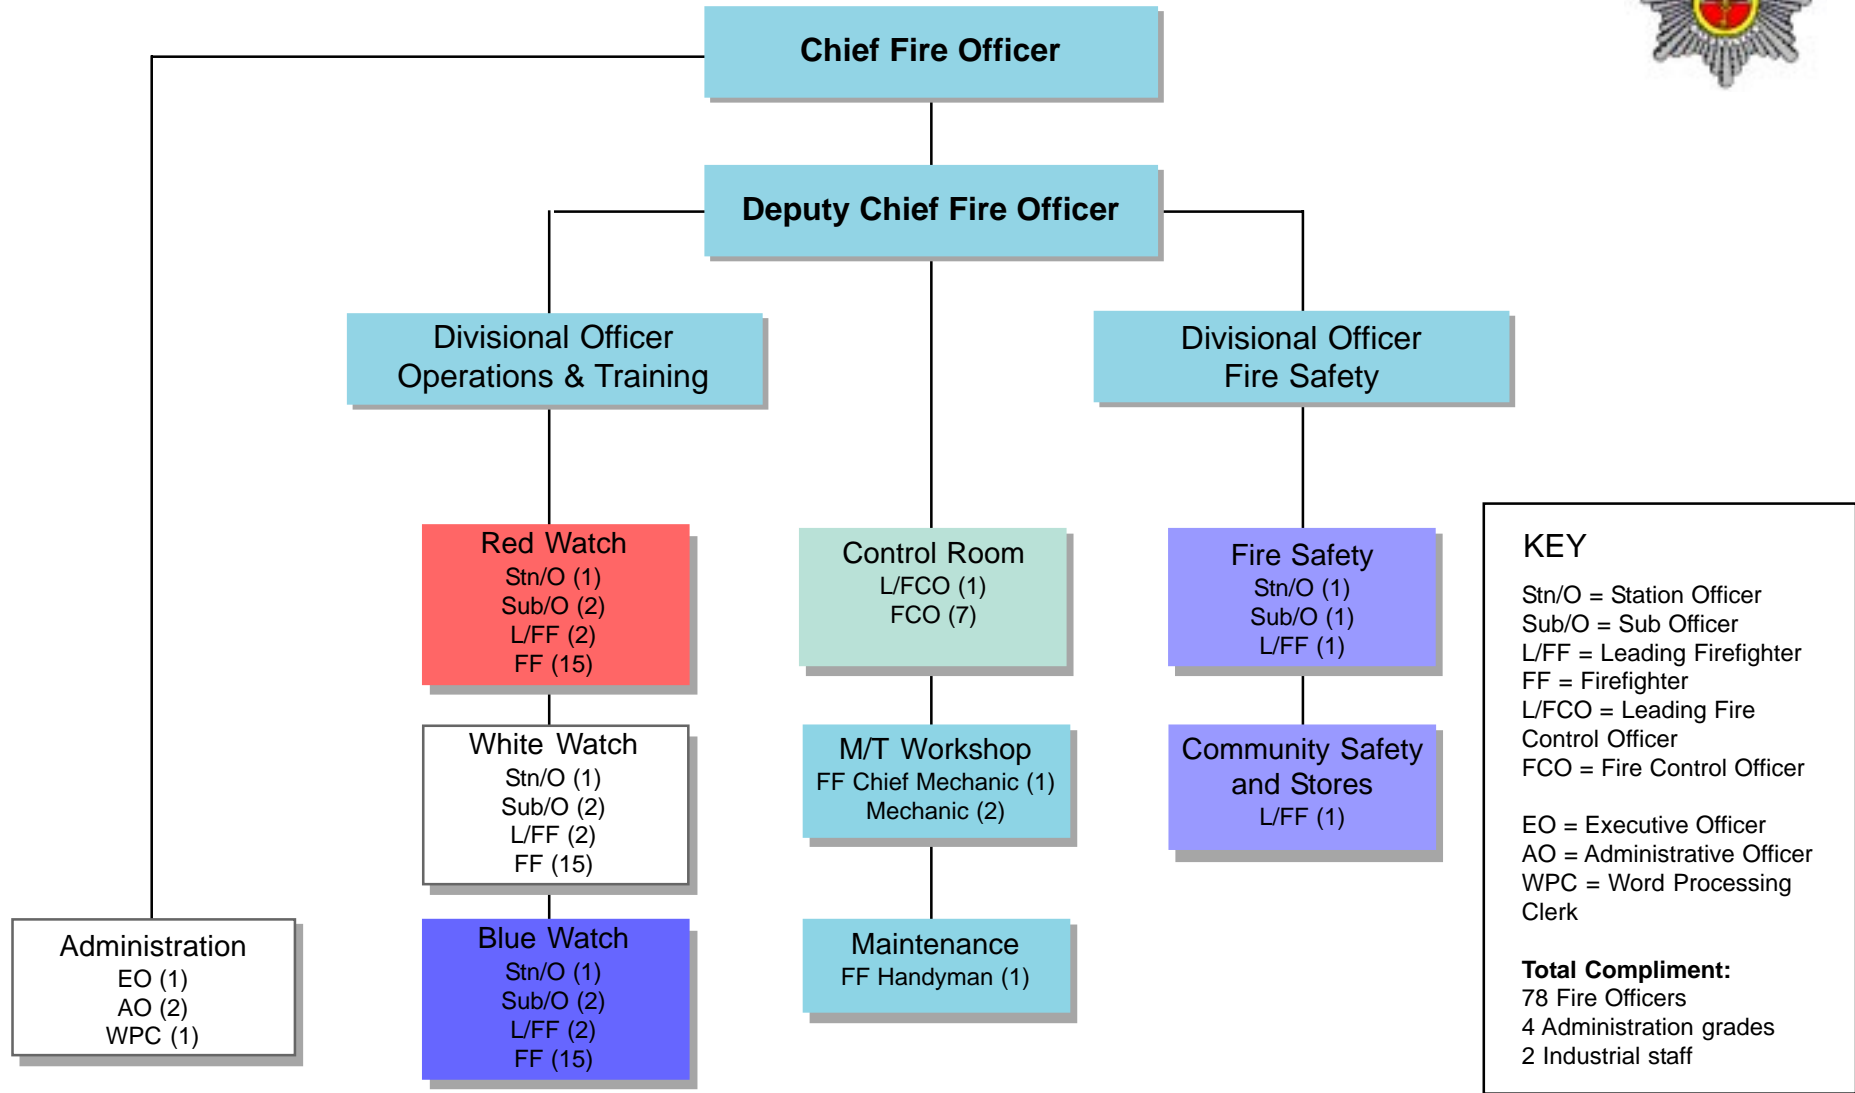 Chief Fire Officer
Deputy Chief Fire Officer
Divisional Officer
Operations & Training
Divisional Officer
Fire Safety
Red Watch
Stn/O (1)
Sub/O (2)
L/FF (2)
FF (15)
White Watch
Stn/O (1)
Sub/O (2)
L/FF (2)
FF (15)
Blue Watch
Stn/O (1)
Sub/O (2)
L/FF (2)
FF (15)
Control Room
L/FCO (1)
FCO (7)
M/T Workshop
FF Chief Mechanic (1)
Mechanic (2)
Maintenance
FF Handyman (1)
Fire Safety
Stn/O (1)
Sub/O (1)
L/FF (1)
Community Safety
and Stores
L/FF (1)
Administration
EO (1)
AO (2)
WPC (1)
KEY
Stn/O = Station Officer
Sub/O = Sub Officer
L/FF = Leading Firefighter
FF = Firefighter
L/FCO = Leading Fire
Control Officer
FCO = Fire Control Officer
EO = Executive Officer
AO = Administrative Officer
WPC = Word Processing
Clerk
Total Compliment:
78 Fire Officers
4 Administration grades
2 Industrial staff